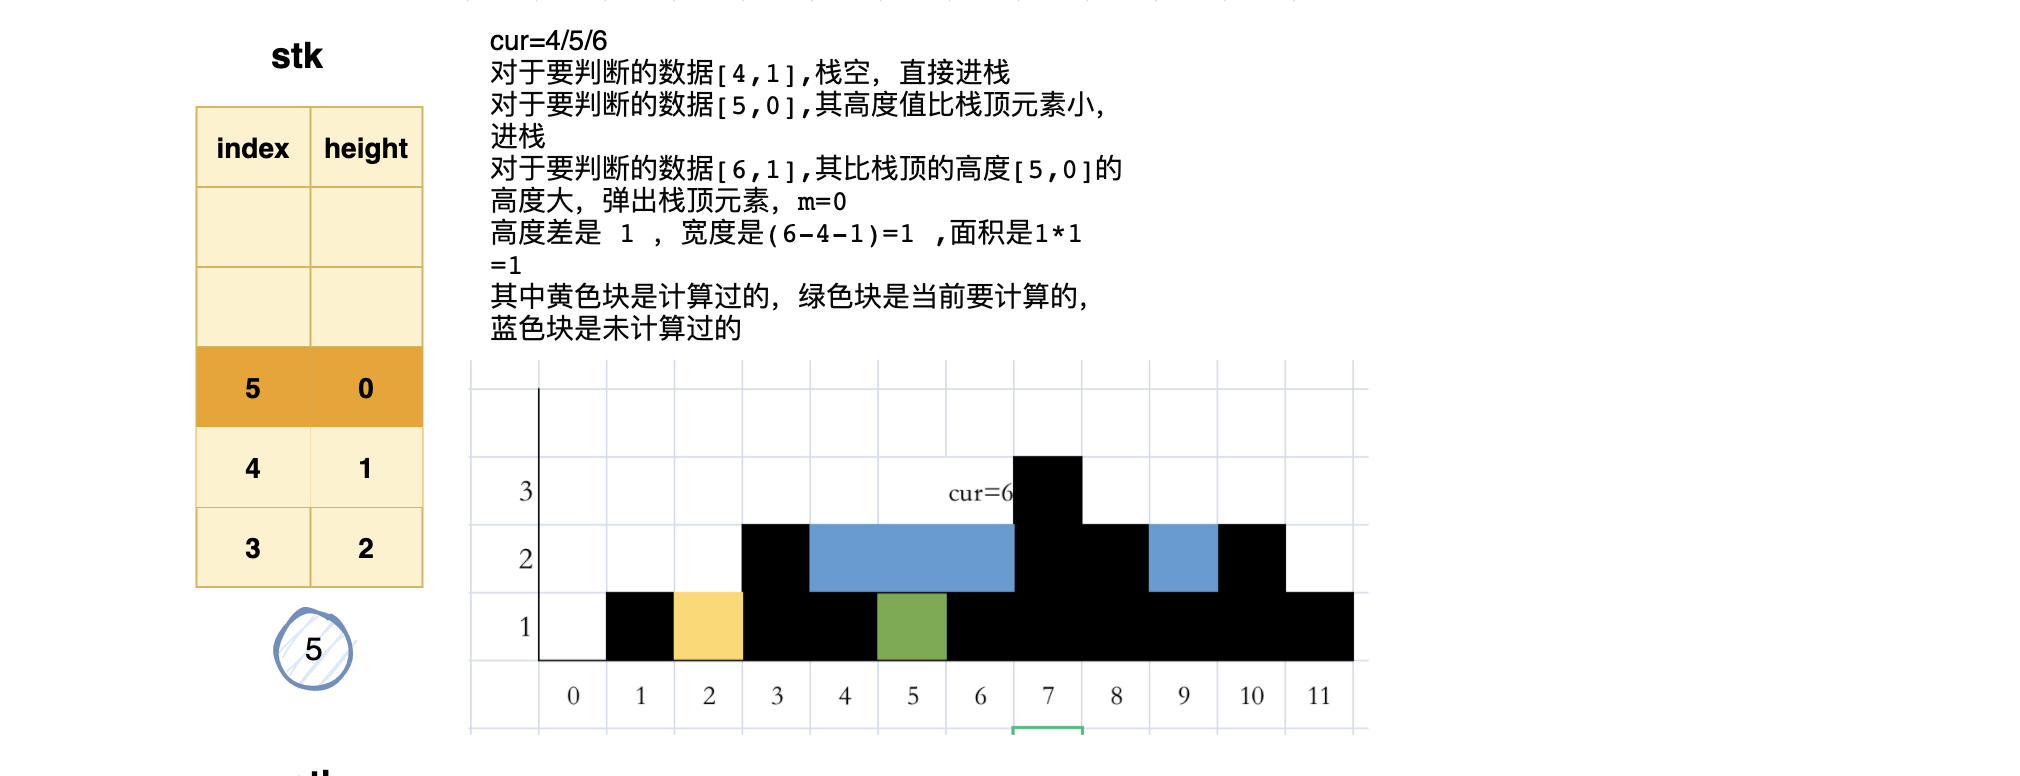 stk
index height
5 0
4 1
3 2
5
cur=4/5/6
对于要判断的数据[4,1],栈空，直接进栈
对于要判断的数据[5,0],其高度值比栈顶元素小，
进栈
对于要判断的数据[6,1],其比栈顶的高度[5,0]的
高度大，弹出栈顶元素，m=0
高度差是 1 ，宽度是(6-4-1)=1 ,面积是1*1
=1
其中黄色块是计算过的，绿色块是当前要计算的，
蓝色块是未计算过的
3
cur=6
2
1
0 1 2 3 4 5 6 7 8 9 10 11